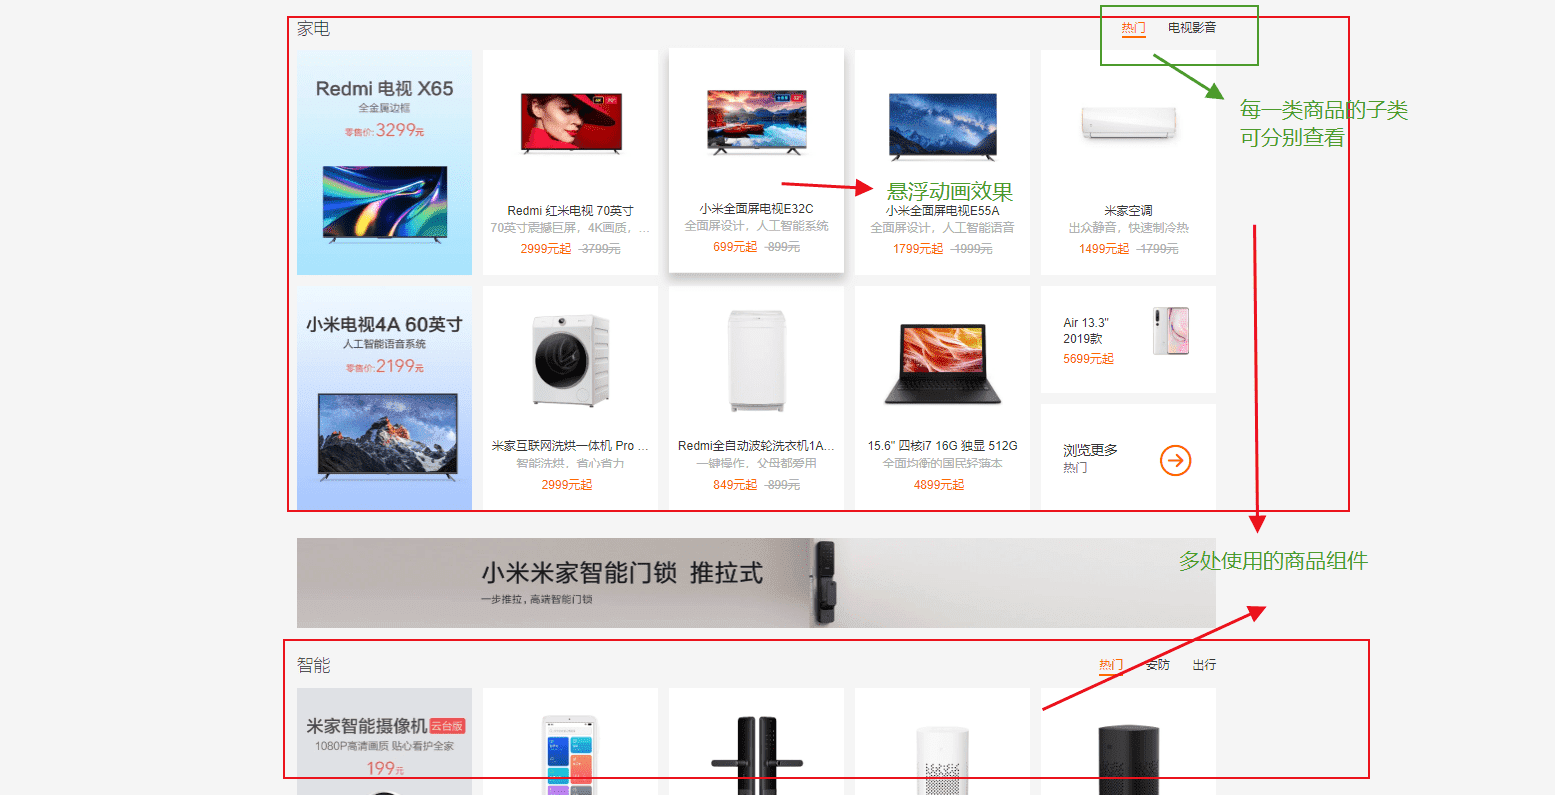 家电
热门 电视影音
每一类商品的子类
可分别查看
Redmi 电视 X65
全金属边框
零售价:3299元
Redmi 红米电视 70英寸
70英寸震撼巨屏，4K画质，...
2999元起 3799元
小米全面屏电视E32C
全面屏设计，人工智能系统
699元起 899元
悬浮动画效果
小米全面屏电视E55A
全面屏设计，人工智能语音
1799元起 1999元
米家空调
出众静音，快速制冷热
1499元起 1799元
小米电视4A 60英寸
人工智能语音系统
零售价:2199元
米家互联网洗烘一体机 Pro ...
智能洗烘，省心省力
2999元起
Redmi全自动波轮洗衣机1A...
一键操作，父母都爱用
849元起 899元
15.6" 四核i7 16G 独显 512G
全面均衡的国民轻薄本
4899元起
Air 13.3"
2019款
5699元起
浏览更多
热门
小米米家智能门锁 推拉式
一步推拉，高端智能门锁
多处使用的商品组件
智能
热门 安防 出行
米家智能摄像机 云台版
1080P高清画质 贴心看护全家
199元